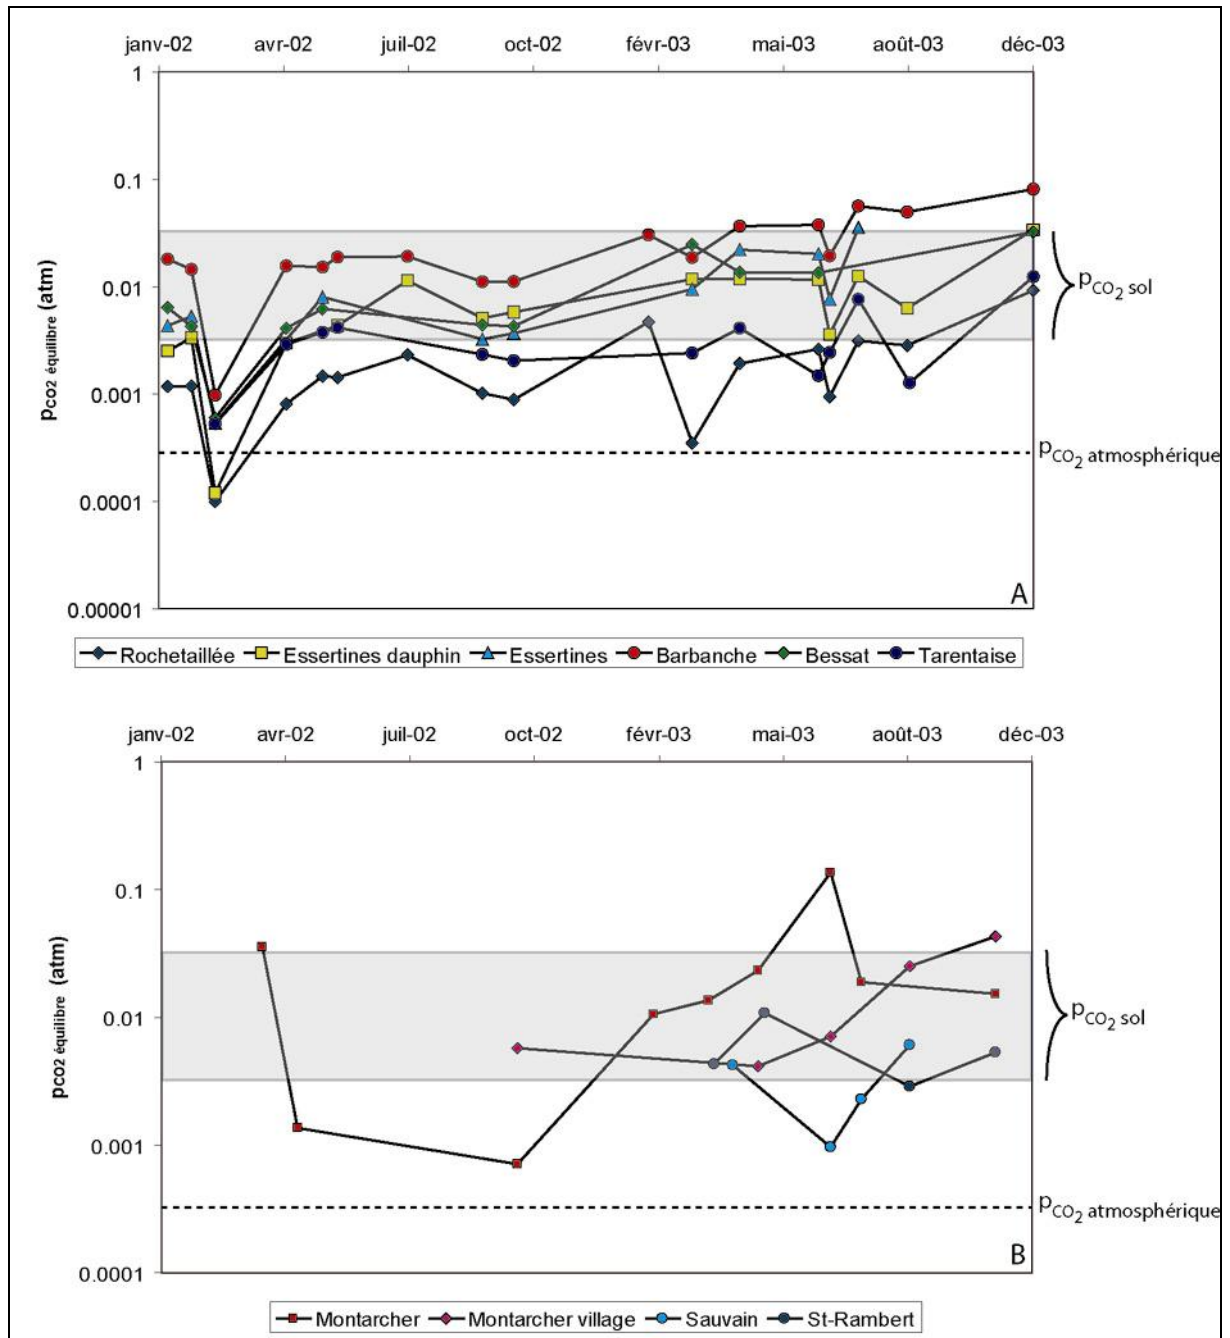 janv-02 avr-02 juil-02 oct-02 févr-03 mai-03 août-03 déc-03
1
0.1
0.01
0.001
0.0001
0.00001
pCO2 équilibre (atm)
pCO2 sol
pCO2 atmosphérique
A
Rochetaillée Essertines dauphin Essertines Barbanche Bessat Tarentaise
janv-02 avr-02 juil-02 oct-02 févr-03 mai-03 août-03 déc-03
1
0.1
0.01
0.001
0.0001
pCO2 équilibre (atm)
pCO2 sol
pCO2 atmosphérique
B
Montarcher Montarcher village Sauvain St-Rambert